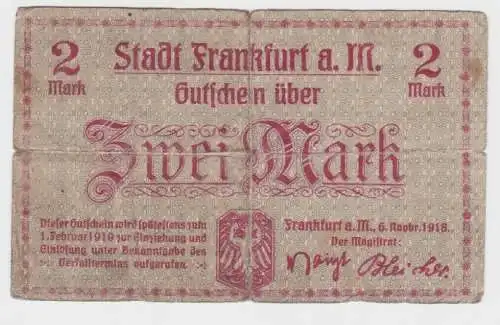 2 Stadt Frankfurt a. M. 2
Mark Gutschein über Mark
Zwei Mark
Dieser Gutschein wird spätestens zum
1. Februar 1919 zur Einziehung und
Einlösung unter Bekanntgabe des
Verfalltermins aufgerufen.
Frankfurt a. M., 6. Novbr. 1918.
Der Magistrat: